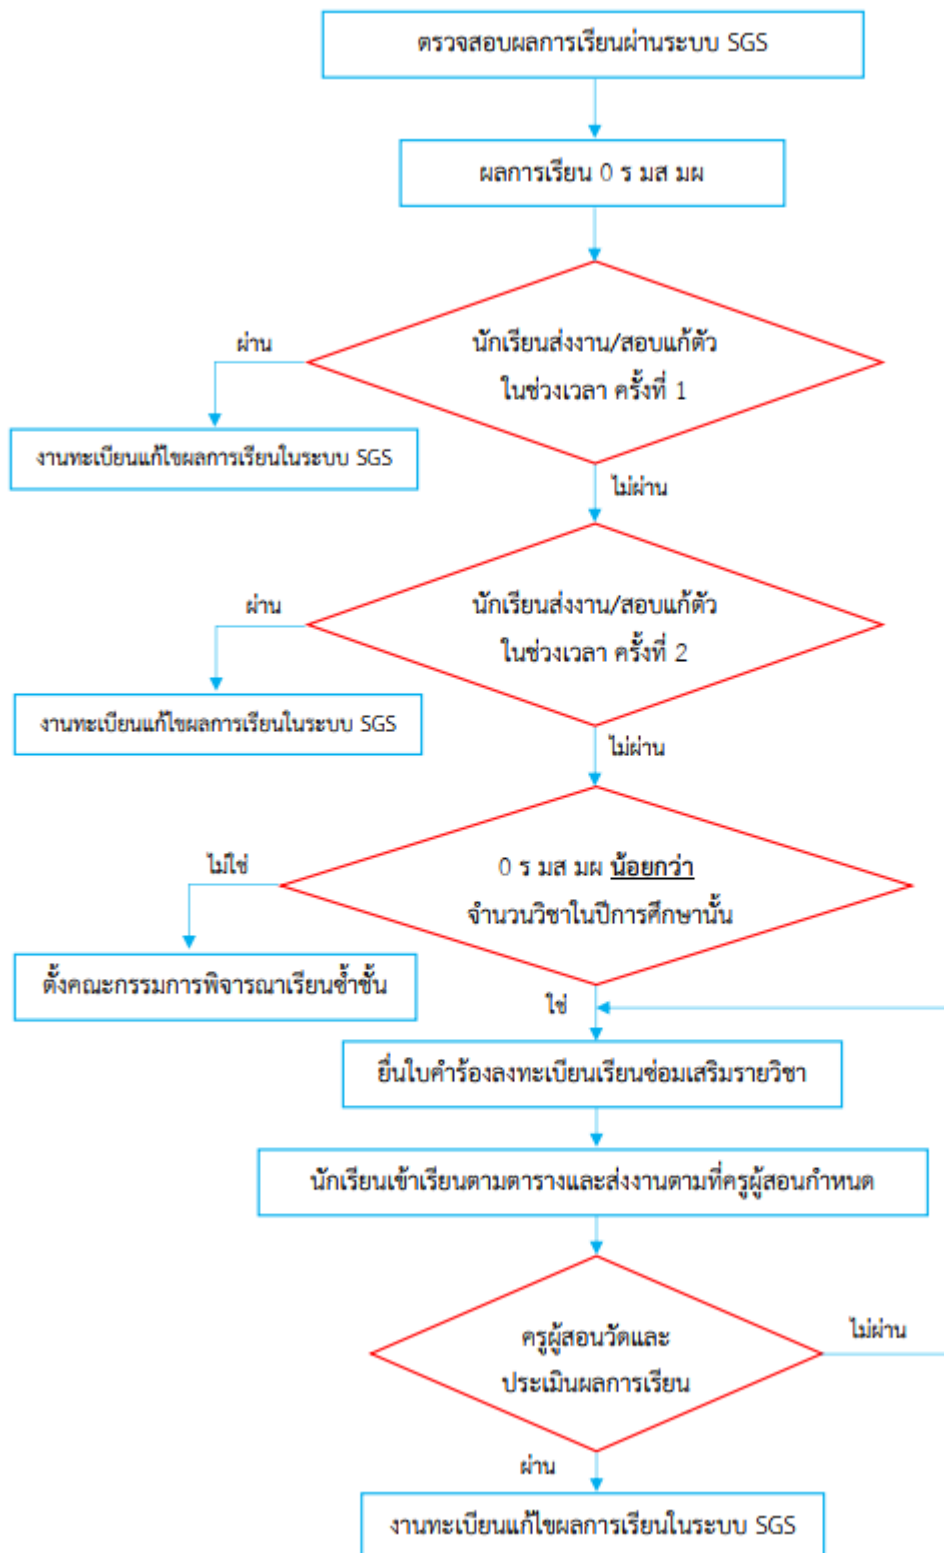 ตรวจสอบผลการเรียนผ่านระบบ SGS
ผลการเรียน 0 ร มส มผ
นักเรียนส่งงาน/สอบแก้ตัว
ในช่วงเวลา ครั้งที่ 1
ผ่าน
งานทะเบียนแก้ไขผลการเรียนในระบบ SGS
ไม่ผ่าน
นักเรียนส่งงาน/สอบแก้ตัว
ในช่วงเวลา ครั้งที่ 2
ผ่าน
งานทะเบียนแก้ไขผลการเรียนในระบบ SGS
ไม่ผ่าน
0 ร มส มผ น้อยกว่า
จำนวนวิชาในปีการศึกษานั้น
ไม่ใช่
ตั้งคณะกรรมการพิจารณาเรียนซ้ำชั้น
ใช่
ยื่นใบคำร้องลงทะเบียนเรียนซ่อมเสริมรายวิชา
นักเรียนเข้าเรียนตามตารางและส่งงานตามที่ครูผู้สอนกำหนด
ครูผู้สอนวัดและ
ประเมินผลการเรียน
ไม่ผ่าน
ผ่าน
งานทะเบียนแก้ไขผลการเรียนในระบบ SGS